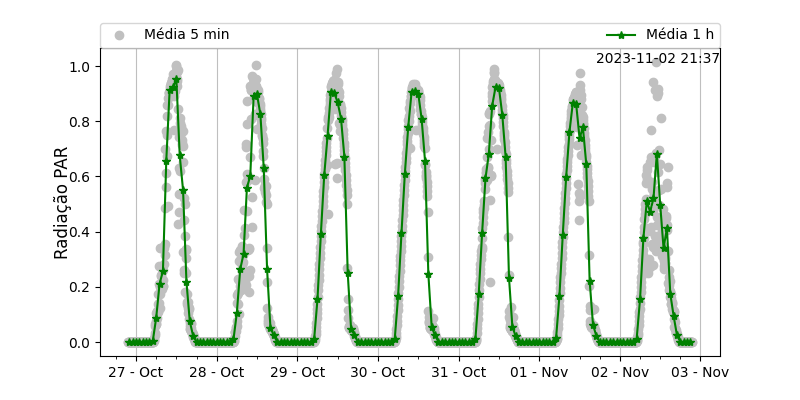 Média 5 min
Média 1 h
2023-11-02 21:37
Radiação PAR
1.0
0.8
0.6
0.4
0.2
0.0
27 - Oct
28 - Oct
29 - Oct
30 - Oct
31 - Oct
01 - Nov
02 - Nov
03 - Nov